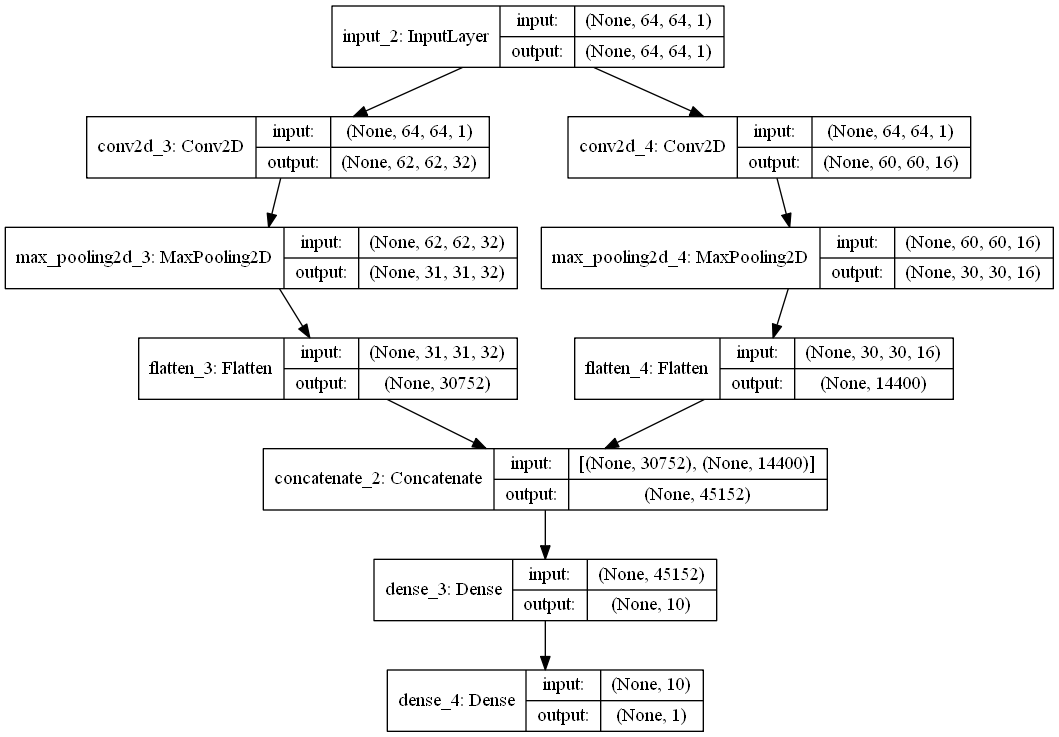 input_2: InputLayer
input: (None, 64, 64, 1)
output: (None, 64, 64, 1)
conv2d_3: Conv2D
input: (None, 64, 64, 1)
output: (None, 62, 62, 32)
conv2d_4: Conv2D
input: (None, 64, 64, 1)
output: (None, 60, 60, 16)
max_pooling2d_3: MaxPooling2D
input: (None, 62, 62, 32)
output: (None, 31, 31, 32)
max_pooling2d_4: MaxPooling2D
input: (None, 60, 60, 16)
output: (None, 30, 30, 16)
flatten_3: Flatten
input: (None, 31, 31, 32)
output: (None, 30752)
flatten_4: Flatten
input: (None, 30, 30, 16)
output: (None, 14400)
concatenate_2: Concatenate
input: [(None, 30752), (None, 14400)]
output: (None, 45152)
dense_3: Dense
input: (None, 45152)
output: (None, 10)
dense_4: Dense
input: (None, 10)
output: (None, 1)